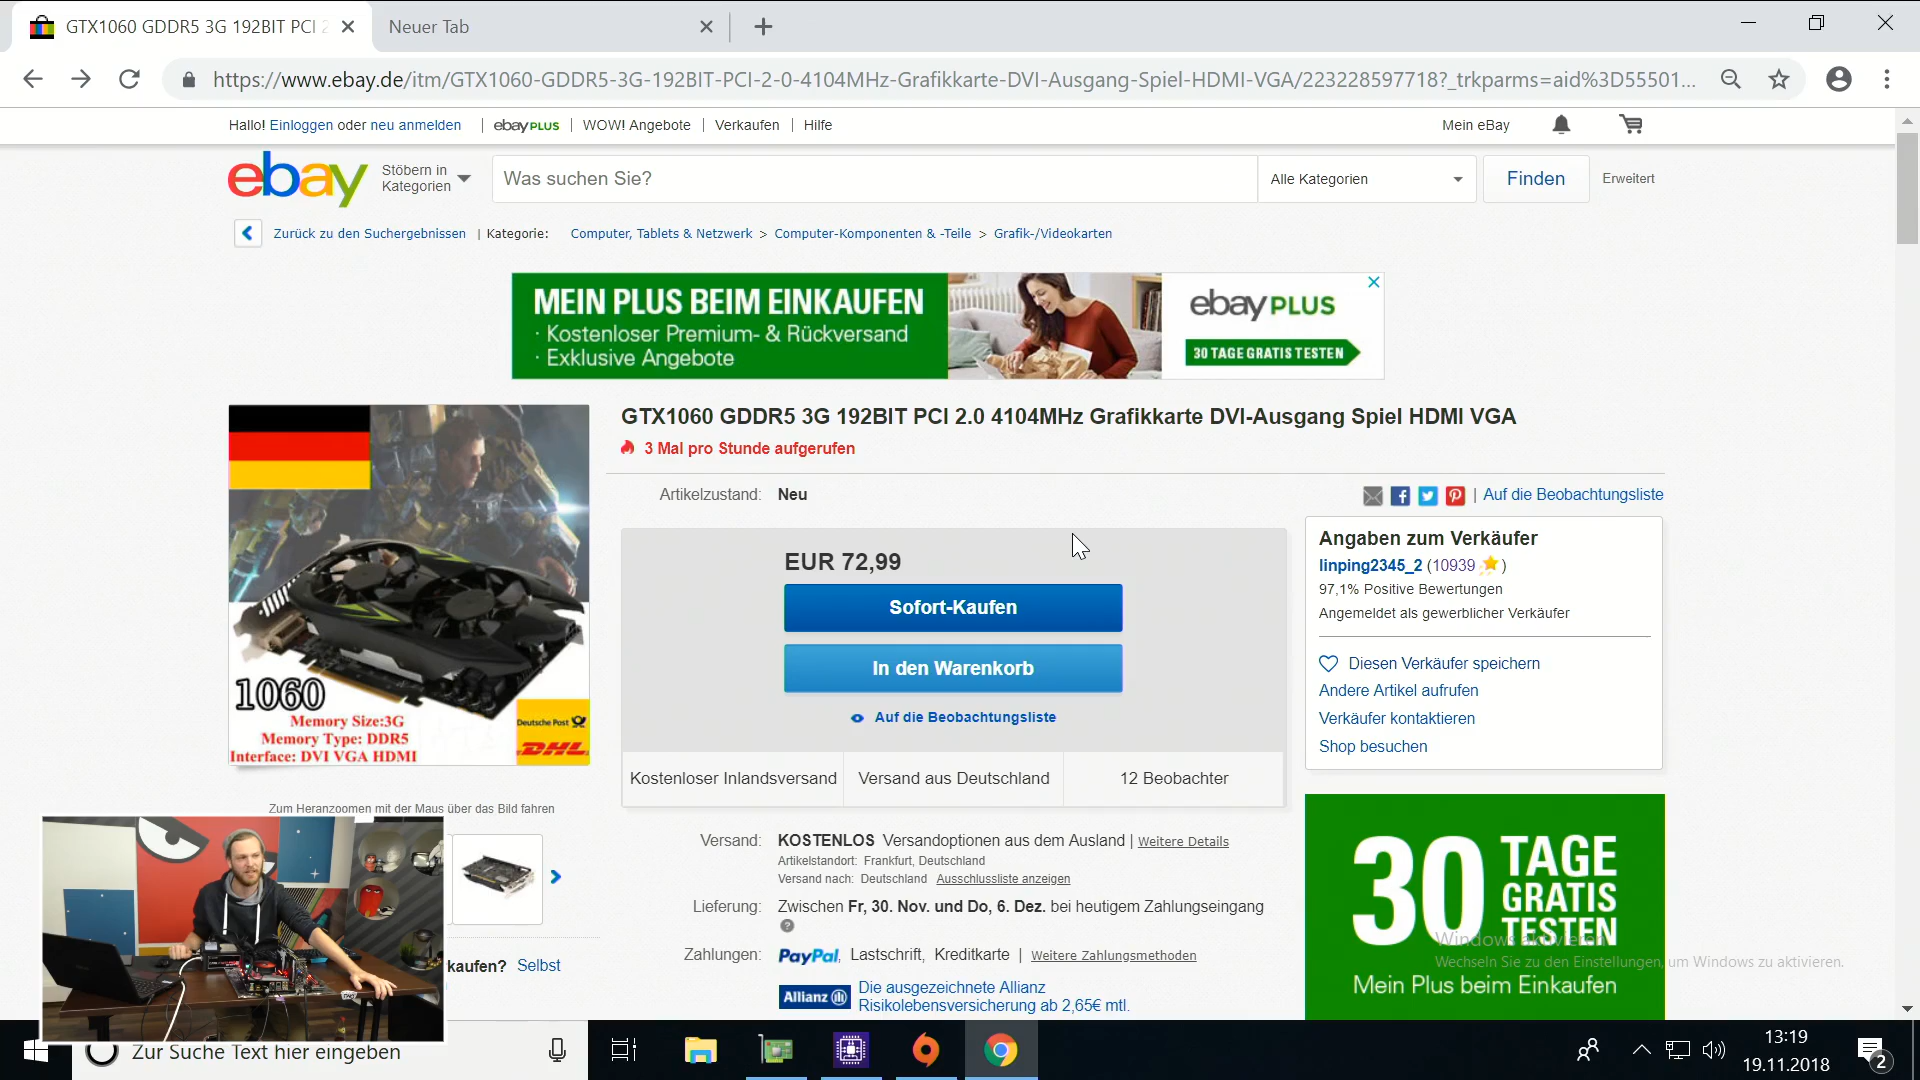 GTX1060 GDDR5 3G 192BIT PCI 2
Neuer Tab
https://www.ebay.de/itm/GTX1060-GDDR5-3G-192BIT-PCI-2-0-4104MHz-Grafikkarte-DVI-Ausgang-Spiel-HDMI-VGA/223228597718?_trkparms=aid%3D55501...
Hallo! Einloggen oder neu anmelden | ebay PLUS | WOW! Angebote | Verkaufen | Hilfe
Mein eBay
ebay
Stöbern in
Kategorien
Was suchen Sie?
Alle Kategorien
Finden
Erweitert
Zurück zu den Suchergebnissen | Kategorie: Computer, Tablets & Netzwerk > Computer-Komponenten & -Teile > Grafik-/Videokarten
MEIN PLUS BEIM EINKAUFEN
· Kostenloser Premium- & Rückversand
· Exklusive Angebote
ebay PLUS
30 TAGE GRATIS TESTEN
GTX1060 GDDR5 3G 192BIT PCI 2.0 4104MHz Grafikkarte DVI-Ausgang Spiel HDMI VGA
3 Mal pro Stunde aufgerufen
Artikelzustand: Neu
| Auf die Beobachtungsliste
EUR 72,99
Sofort-Kaufen
In den Warenkorb
Auf die Beobachtungsliste
Kostenloser Inlandsversand
Versand aus Deutschland
12 Beobachter
Angaben zum Verkäufer
linping2345_2 (10939)
97,1% Positive Bewertungen
Angemeldet als gewerblicher Verkäufer
Diesen Verkäufer speichern
Andere Artikel aufrufen
Verkäufer kontaktieren
Shop besuchen
1060
Memory Size:3G
Memory Type: DDR5
Interface: DVI VGA HDMI
Deutsche Post
DHL
Zum Heranzoomen mit der Maus über das Bild fahren
Versand: KOSTENLOS Versandoptionen aus dem Ausland | Weitere Details
Artikelstandort: Frankfurt, Deutschland
Versand nach: Deutschland Ausschlussliste anzeigen
Lieferung: Zwischen Fr, 30. Nov. und Do, 6. Dez. bei heutigem Zahlungseingang
Zahlungen: PayPal, Lastschrift, Kreditkarte | Weitere Zahlungsmethoden
Allianz
Die ausgezeichnete Allianz
Risikolebensversicherung ab 2,65€ mtl.
kaufen? Selbst
30 TAGE
GRATIS
TESTEN
Mein Plus beim Einkaufen
Windows aktivieren
Wechseln Sie zu den Einstellungen, um Windows zu aktivieren.
Zur Suche Text hier eingeben
13:19
19.11.2018
2